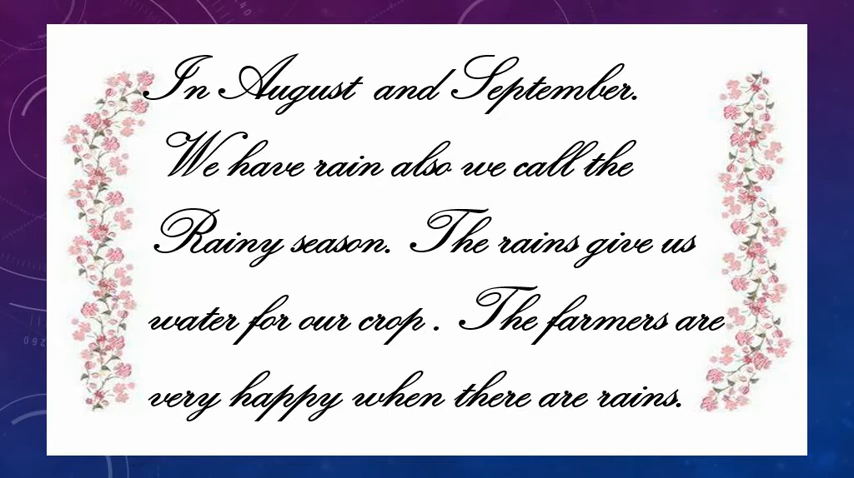 In August and September.
We have rain also we call the
Rainy season. The rains give us
water for our crop . The farmers are
very happy when there are rains.